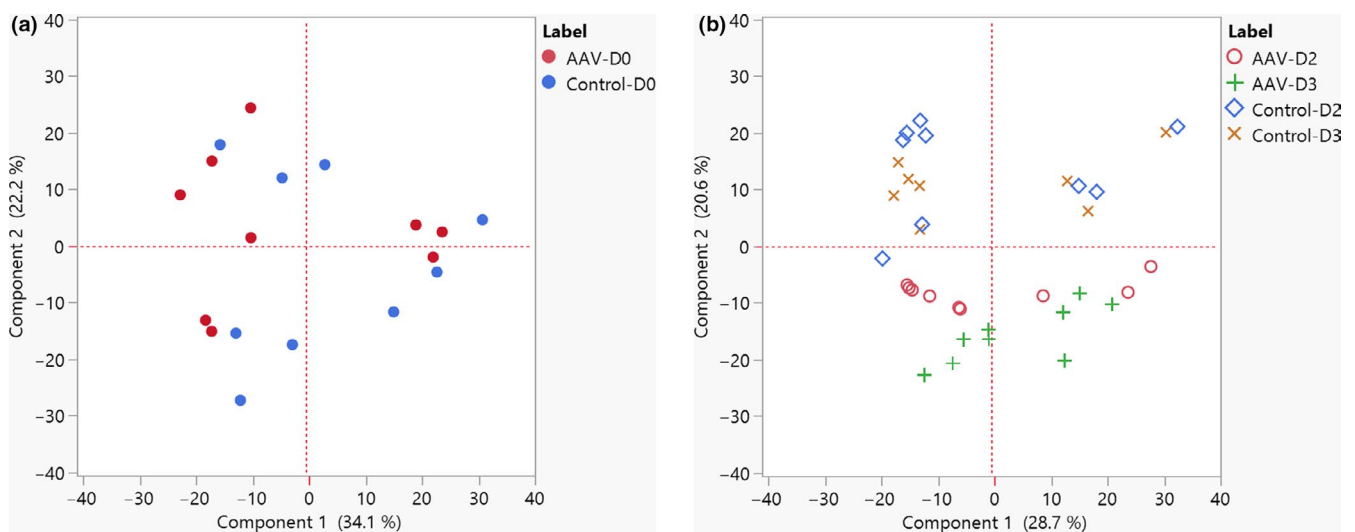 (a)
40
30
20
10
0
−10
−20
−30
−40
Component 2 (22.2 %)
−40 −30 −20 −10 0 10 20 30 40
Component 1 (34.1 %)
Label
AAV-D0
Control-D0
(b)
40
30
20
10
0
−10
−20
−30
−40
Component 2 (20.6 %)
−40 −30 −20 −10 0 10 20 30 40
Component 1 (28.7 %)
Label
AAV-D2
AAV-D3
Control-D2
Control-D3